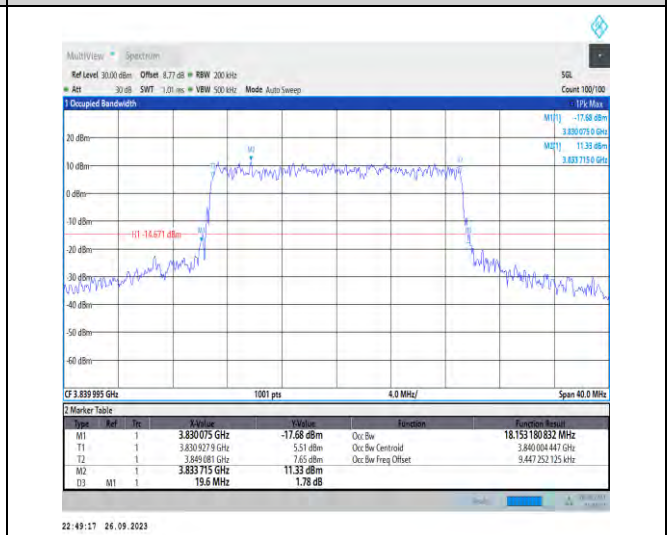 MultiView Spectrum
Ref Level 30.00 dBm Offset 8.77 dB RBW 200 kHz SGL
Att 30 dB SWT 1.01 ms VBW 500 kHz Mode Auto Sweep Count 100/100
1 Occupied Bandwidth 1Pk Max
M1[1] -17.68 dBm
3.830 075 0 GHz
M2[1] 11.33 dBm
3.833 715 0 GHz
20 dBm
M2
10 dBm
0 dBm
-10 dBm
H1 -14.671 dBm
-20 dBm
-30 dBm
-40 dBm
-50 dBm
-60 dBm
CF 3.839 995 GHz 1001 pts 4.0 MHz/ Span 40.0 MHz
2 Marker Table
Type Ref Trc X-Value Y-Value Function Function Result
M1 1 3.830 075 GHz -17.68 dBm Occ Bw 18.153 180 832 MHz
T1 1 3.830 927 9 GHz 5.51 dBm Occ Bw Centroid 3.840 004 447 GHz
T2 1 3.849 081 GHz 7.65 dBm Occ Bw Freq Offset 9.447 252 125 kHz
M2 1 3.833 715 GHz 11.33 dBm
D3 M1 1 19.6 MHz 1.78 dB
22:49:17 26.09.2023